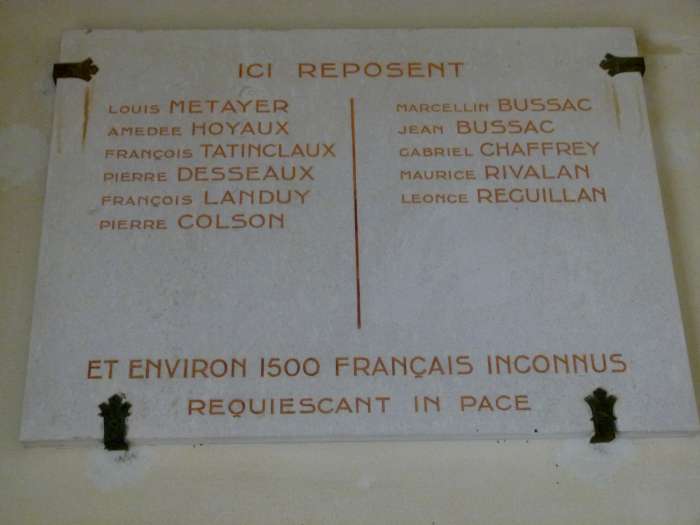 ICI REPOSENT
LOUIS METAYER
AMEDEE HOYAUX
FRANÇOIS TATINCLAUX
PIERRE DESSEAUX
FRANÇOIS LANDUY
PIERRE COLSON
MARCELLIN BUSSAC
JEAN BUSSAC
GABRIEL CHAFFREY
MAURICE RIVALAN
LEONCE REGUILLAN
ET ENVIRON 1500 FRANÇAIS INCONNUS
REQUIESCANT IN PACE